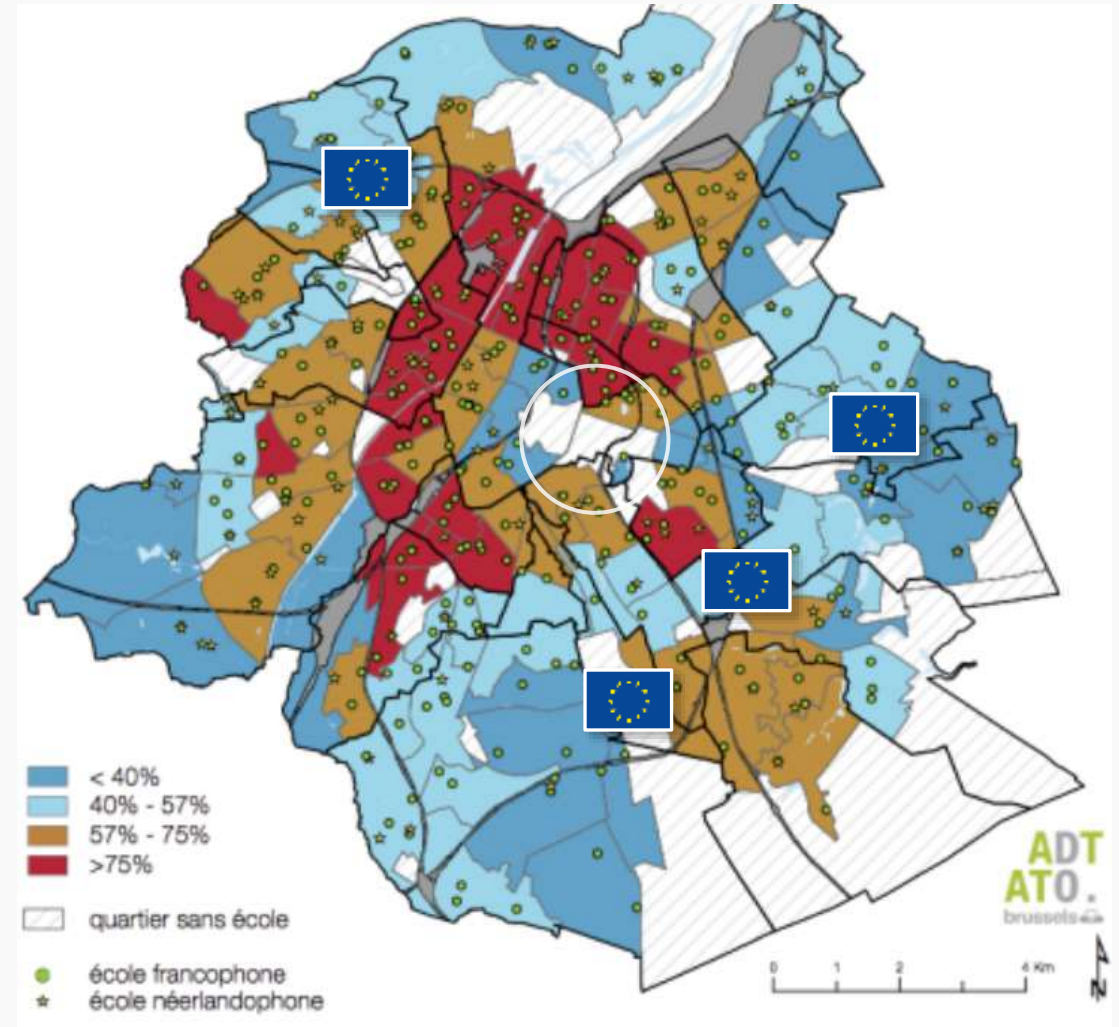 < 40%
40% - 57%
57% - 75%
>75%
quartier sans école
école francophone
école néerlandophone
ADT
ATO.
brussels
0 1 2 4 Km
N